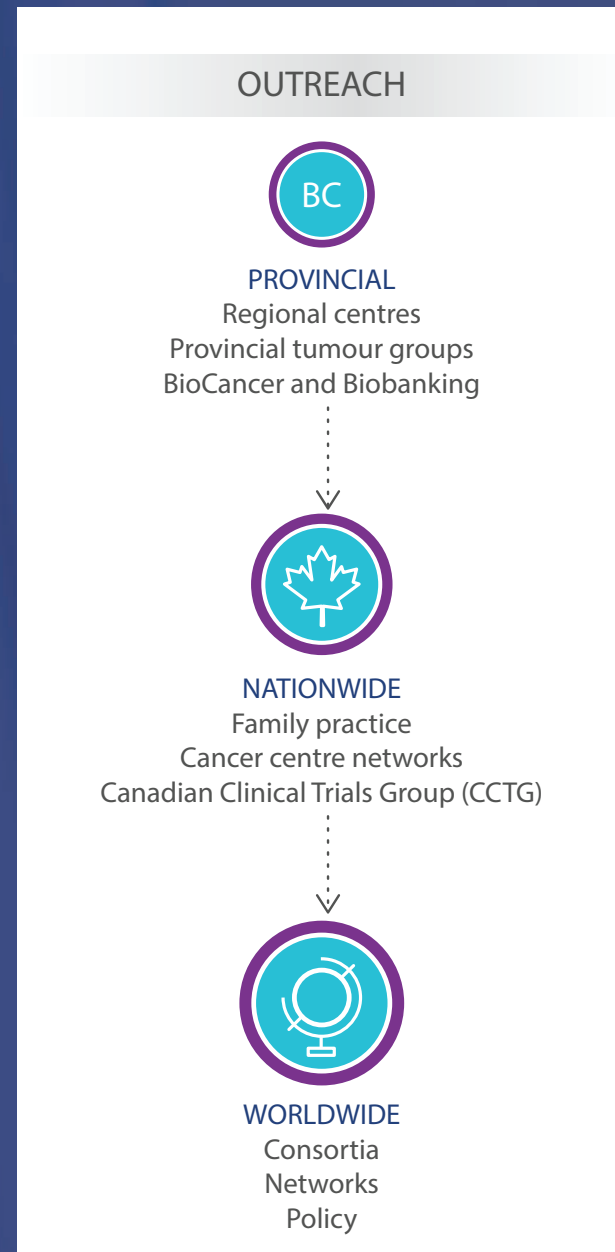 OUTREACH
BC
PROVINCIAL
Regional centres
Provincial tumour groups
BioCancer and Biobanking
NATIONWIDE
Family practice
Cancer centre networks
Canadian Clinical Trials Group (CCTG)
WORLDWIDE
Consortia
Networks
Policy